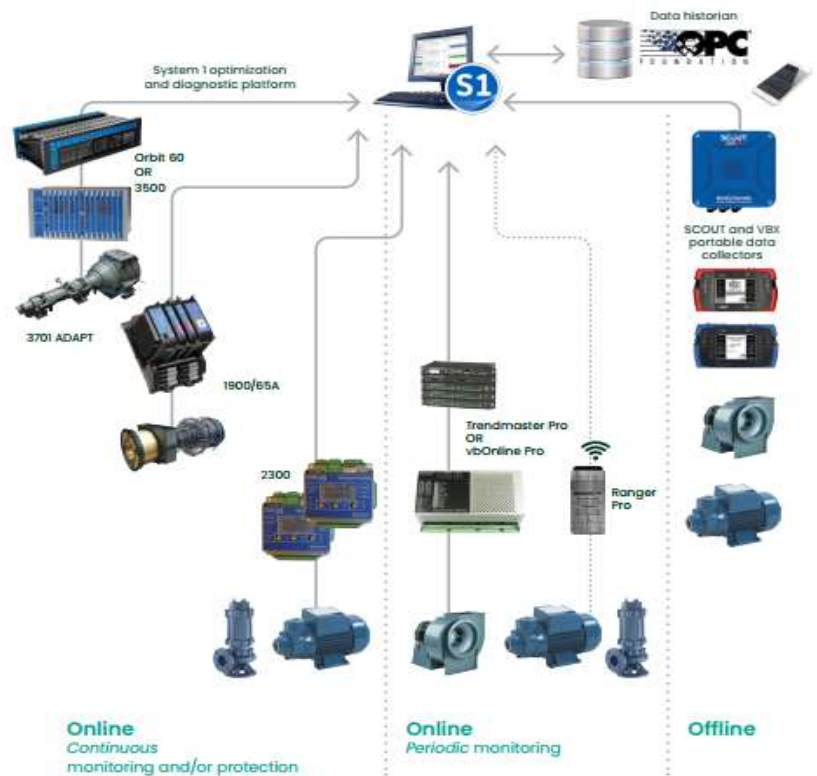 Data historian
OPC
FOUNDATION
System 1 optimization
and diagnostic platform
S1
Orbit 60
OR
3500
SCOUT
SCOUT and VBX
portable data
collectors
3701 ADAPT
1900/65A
Trendmaster Pro
OR
vbOnline Pro
2300
Ranger
Pro
Online
Continuous
monitoring and/or protection
Online
Periodic monitoring
Offline